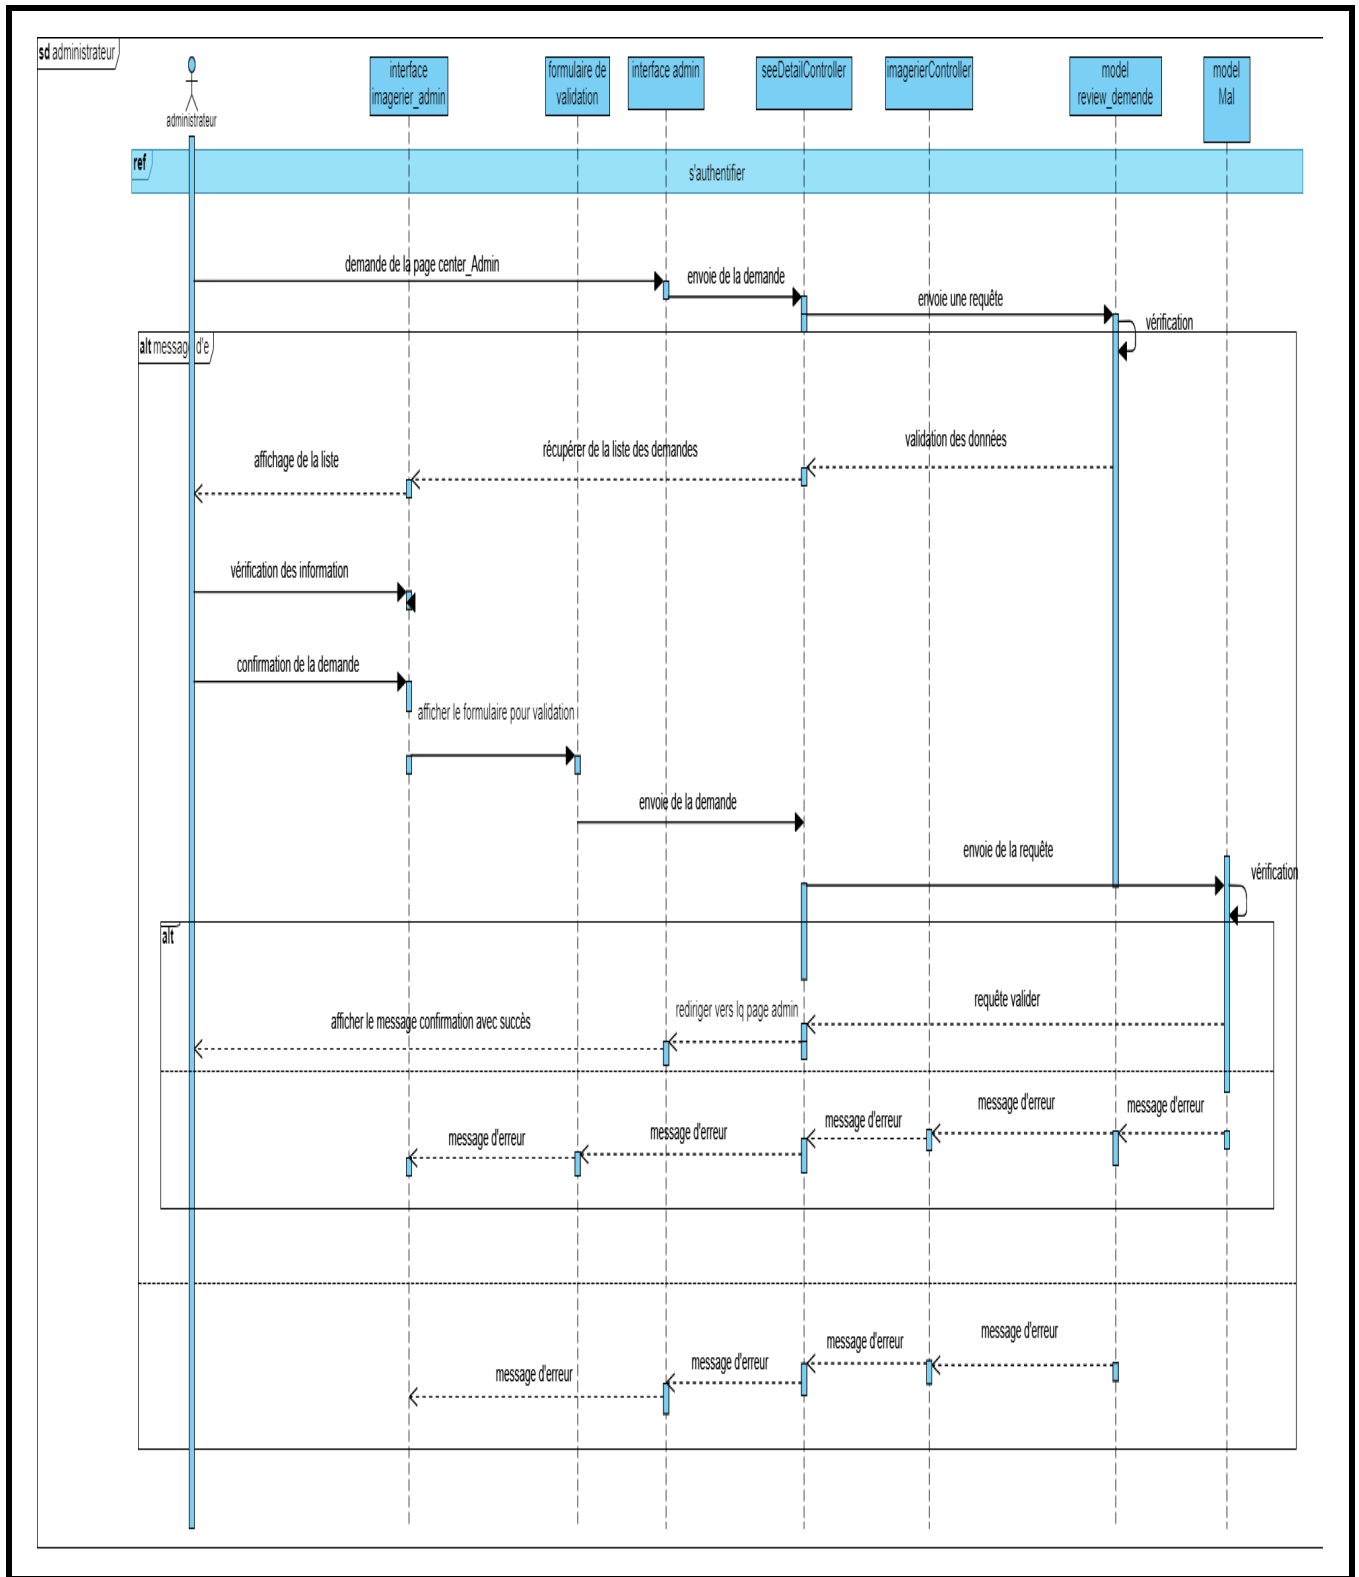 sd administrateur
administrateur
interface
imagerier_admin
formulaire de
validation
interface admin
seeDetailController
imagerierController
model
review_demende
model
Mal
ref
s'authentifier
demande de la page center_Admin
envoie de la demande
envoie une requête
vérification
alt message d'e
validation des données
récupérer de la liste des demandes
affichage de la liste
vérification des information
confirmation de la demande
afficher le formulaire pour validation
envoie de la demande
envoie de la requête
vérification
alt
requête valider
rediriger vers lq page admin
afficher le message confirmation avec succès
message d'erreur
message d'erreur
message d'erreur
message d'erreur
message d'erreur
message d'erreur
message d'erreur
message d'erreur
message d'erreur